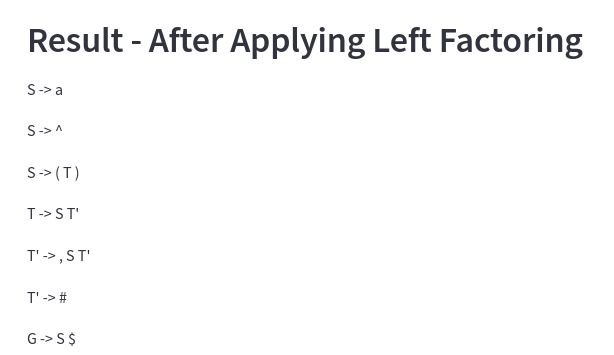 Result - After Applying Left Factoring
S -> a
S -> ^
S -> ( T )
T -> S T'
T' -> , S T'
T' -> #
G -> S $